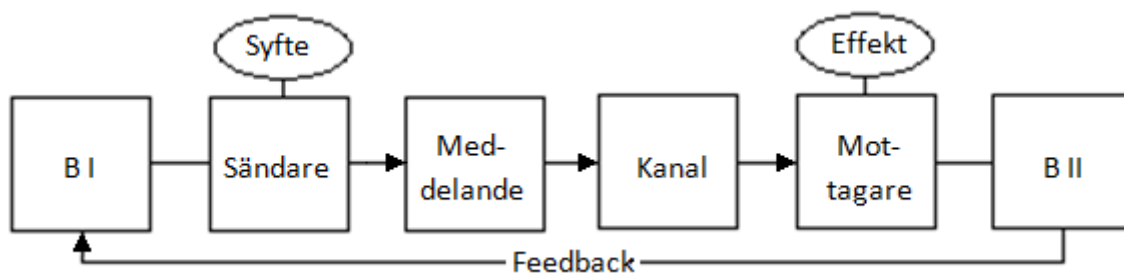 Syfte
Effekt
B I
Sändare
Med-
delande
Kanal
Mot-
tagare
B II
Feedback